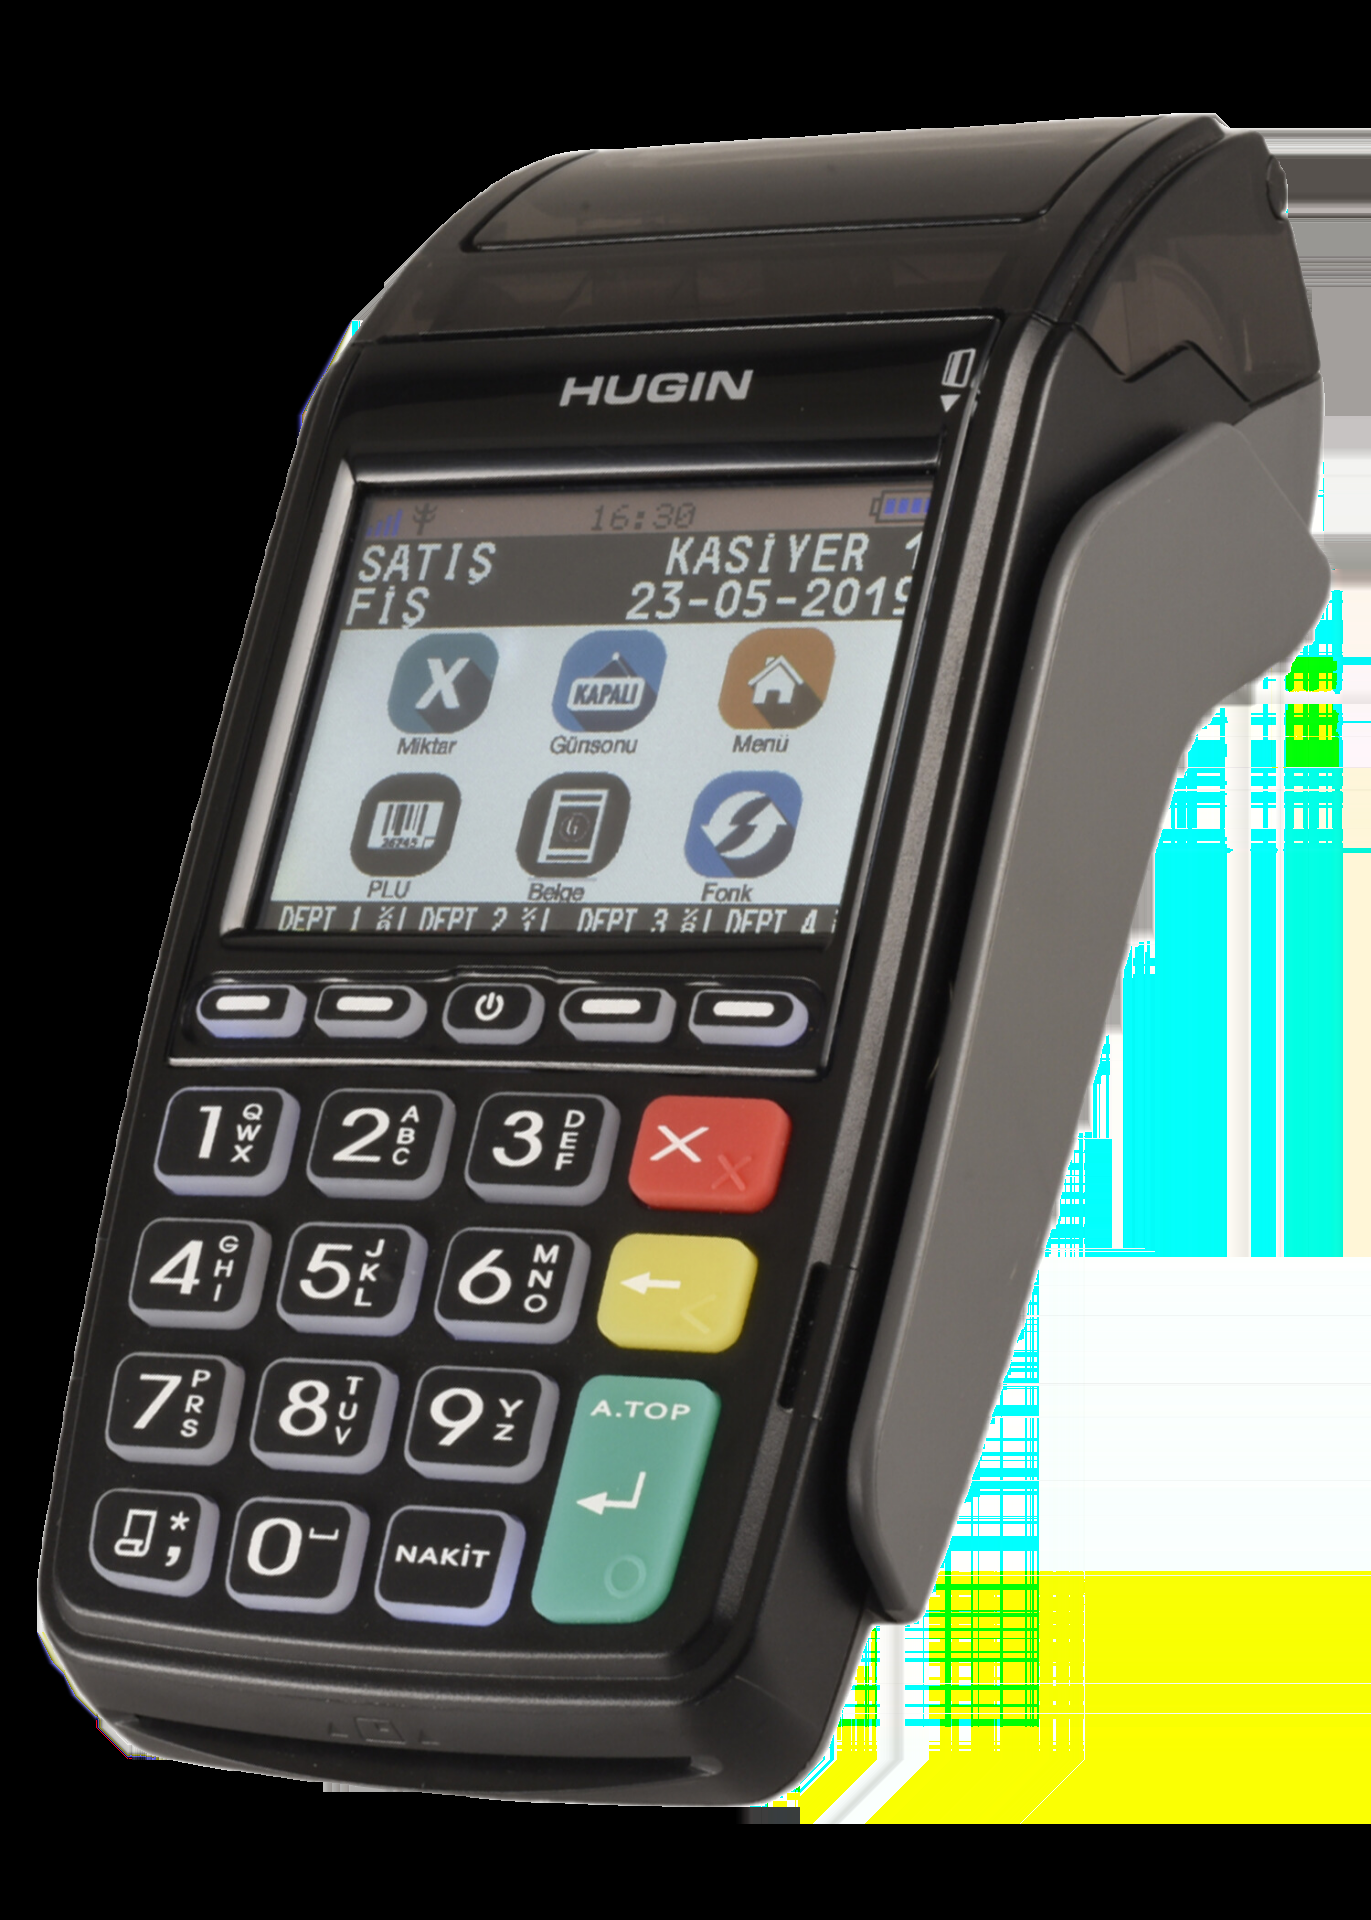 HUGIN
16:30
SATIŞ KASİYER 1
FİŞ 23-05-2019
X KAPALI
Miktar Günsonu Menü
26745
PLU Belge Fonk
DEPT 1 DEPT 2 DEPT 3 DEPT 4
1 QWX 2 ABC 3 DEF X
4 GHI 5 JKL 6 MNO <
7 PRS 8 TUV 9 YZ A.TOP
*; 0 NAKİT O